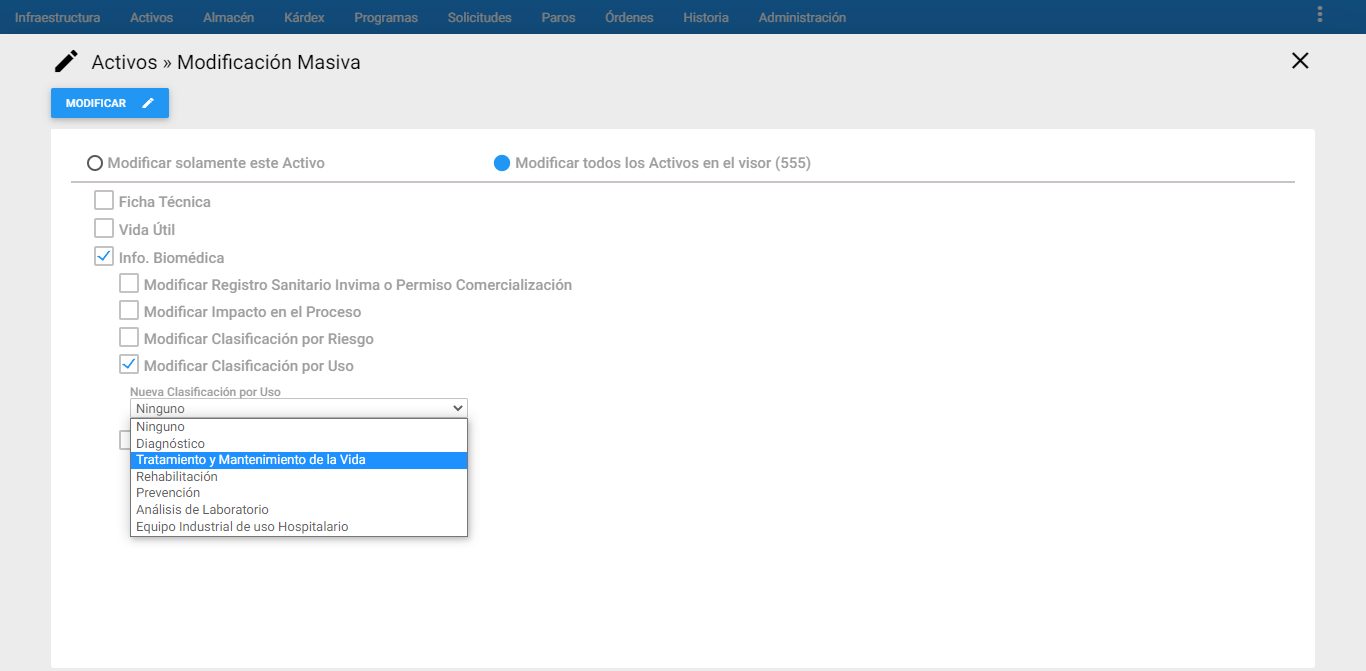 Infraestructura Activos Almacén Kárdex Programas Solicitudes Paros Órdenes Historia Administración
Activos » Modificación Masiva
MODIFICAR
Modificar solamente este Activo Modificar todos los Activos en el visor (555)
Ficha Técnica
Vida Útil
Info. Biomédica
Modificar Registro Sanitario Invima o Permiso Comercialización
Modificar Impacto en el Proceso
Modificar Clasificación por Riesgo
Modificar Clasificación por Uso
Nueva Clasificación por Uso
Ninguno
Ninguno
Diagnóstico
Tratamiento y Mantenimiento de la Vida
Rehabilitación
Prevención
Análisis de Laboratorio
Equipo Industrial de uso Hospitalario